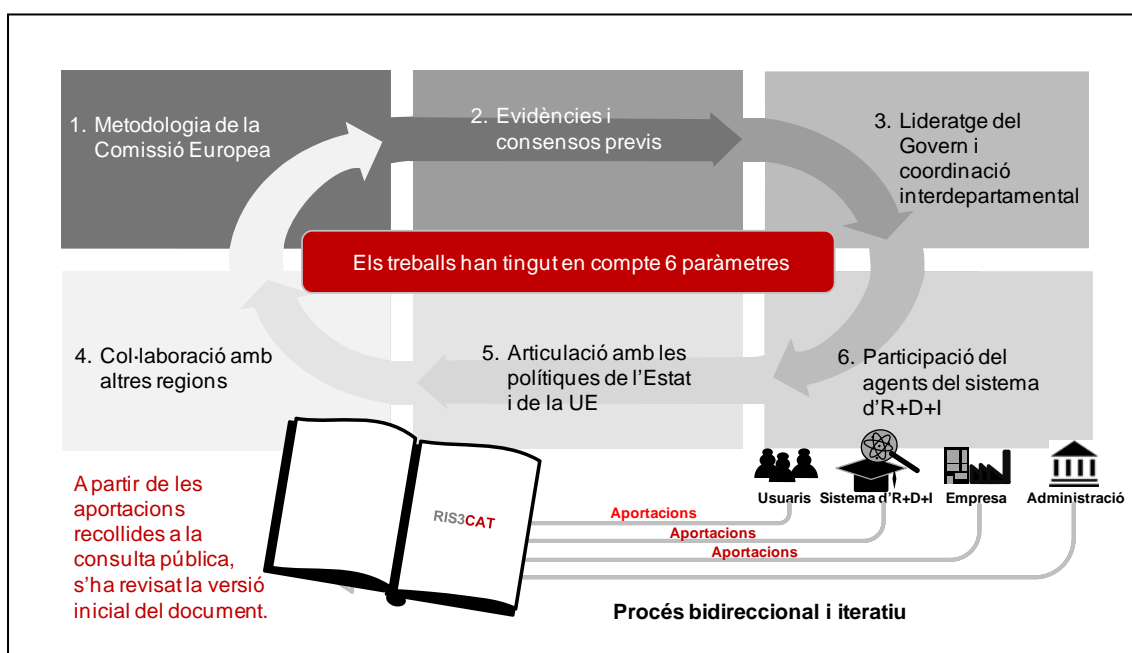 1. Metodologia de la
Comissió Europea
2. Evidències i
consensos previs
3. Lideratge del
Govern i
coordinació
interdepartamental
Els treballs han tingut en compte 6 paràmetres
4. Col·laboració amb
altres regions
5. Articulació amb les
polítiques de l'Estat
i de la UE
6. Participació del
agents del sistema
d'R+D+I
Usuaris Sistema d'R+D+I Empresa Administració
A partir de les
aportacions
recollides a la
consulta pública,
s'ha revisat la versió
inicial del document.
RIS3CAT
Aportacions
Aportacions
Aportacions
Procés bidireccional i iteratiu